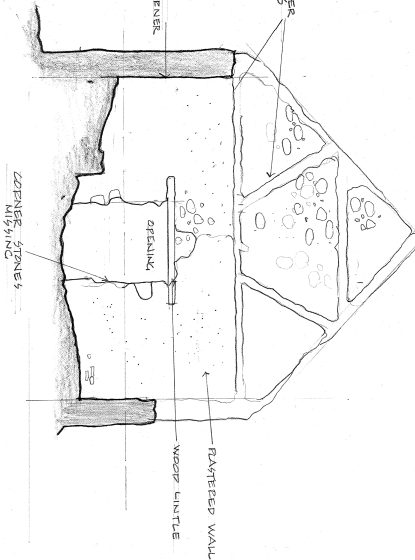 PLASTERED WALL
WOOD LINTLE
OPENING
CORNER STONES
MISSING